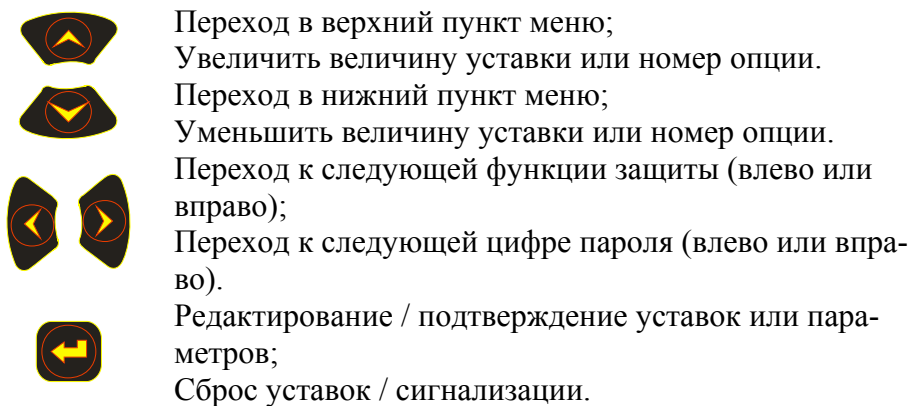 Переход в верхний пункт меню;
Увеличить величину уставки или номер опции.
Переход в нижний пункт меню;
Уменьшить величину уставки или номер опции.
Переход к следующей функции защиты (влево или
вправо);
Переход к следующей цифре пароля (влево или впра-
во).
Редактирование / подтверждение уставок или пара-
метров;
Сброс уставок / сигнализации.